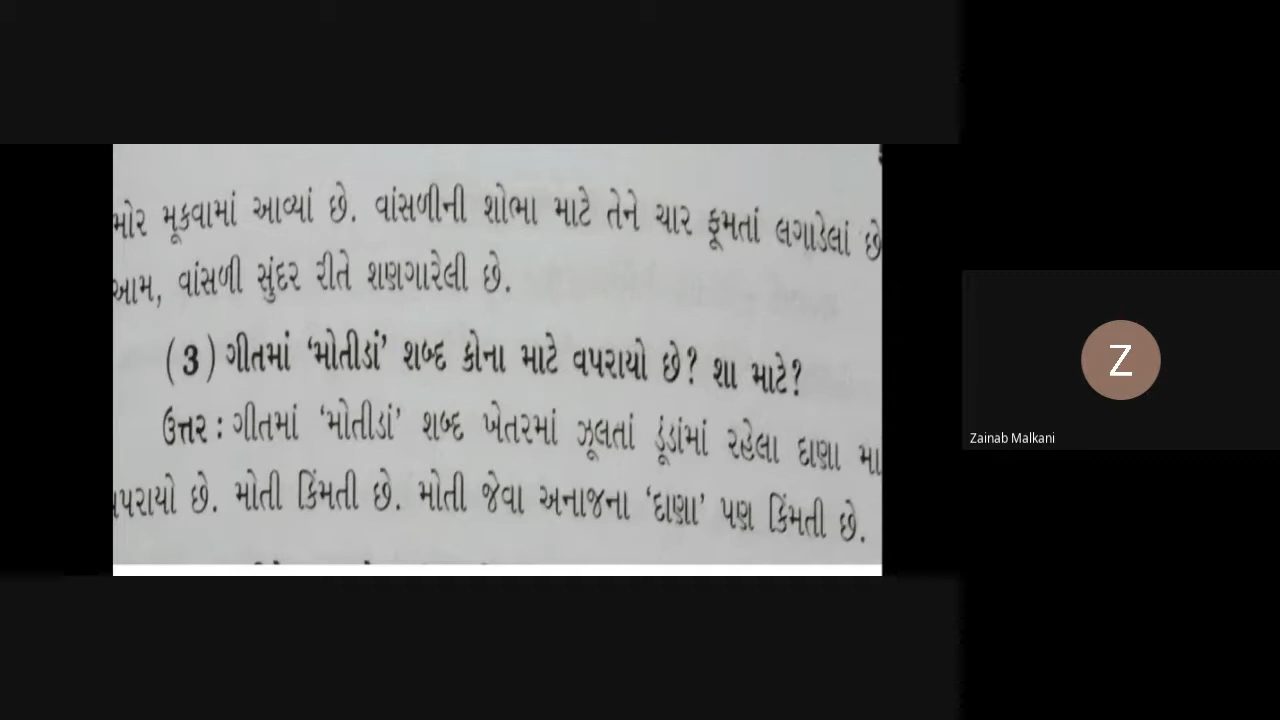 મોર મૂકવામાં આવ્યાં છે. વાંસળીની શોભા માટે તેને ચાર ફૂમતાં લગાડેલાં છે
આમ, વાંસળી સુંદર રીતે શણગારેલી છે.
(3) ગીતમાં ‘મોતીડાં’ શબ્દ કોના માટે વપરાયો છે? શા માટે?
ઉત્તર : ગીતમાં ‘મોતીડાં’ શબ્દ ખેતરમાં ઝૂલતાં ડૂંડાંમાં રહેલા દાણા મા
વપરાયો છે. મોતી કિંમતી છે. મોતી જેવા અનાજના ‘દાણા’ પણ કિંમતી છે.
Z
Zainab Malkani